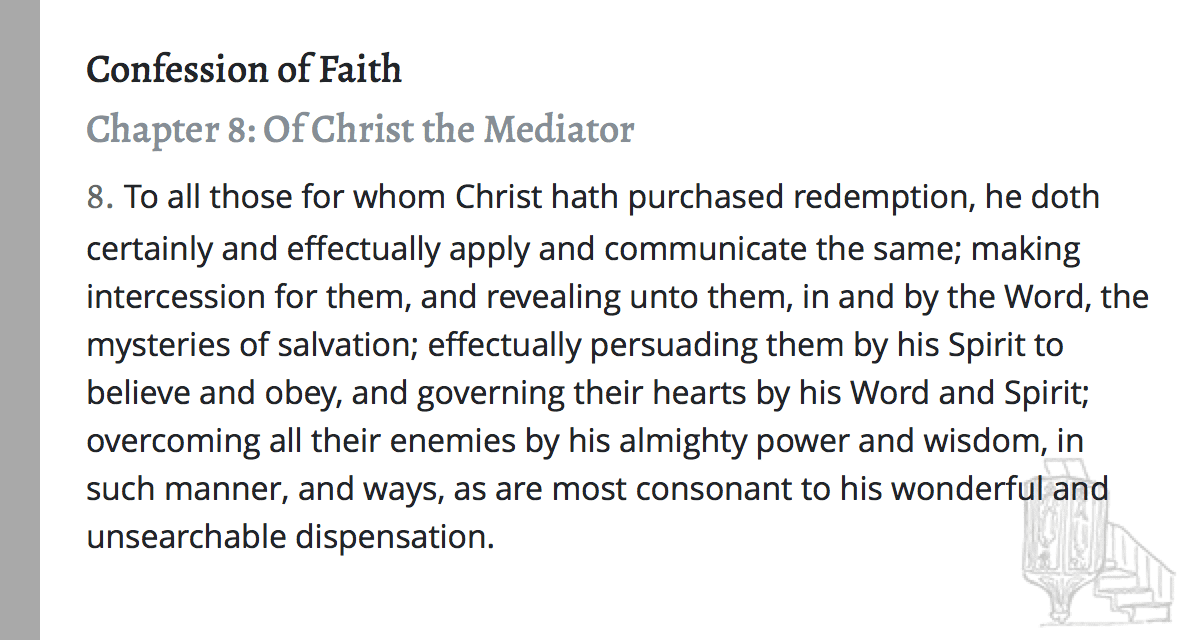 Confession of Faith
Chapter 8: Of Christ the Mediator
8. To all those for whom Christ hath purchased redemption, he doth
certainly and effectually apply and communicate the same; making
intercession for them, and revealing unto them, in and by the Word, the
mysteries of salvation; effectually persuading them by his Spirit to
believe and obey, and governing their hearts by his Word and Spirit;
overcoming all their enemies by his almighty power and wisdom, in
such manner, and ways, as are most consonant to his wonderful and
unsearchable dispensation.